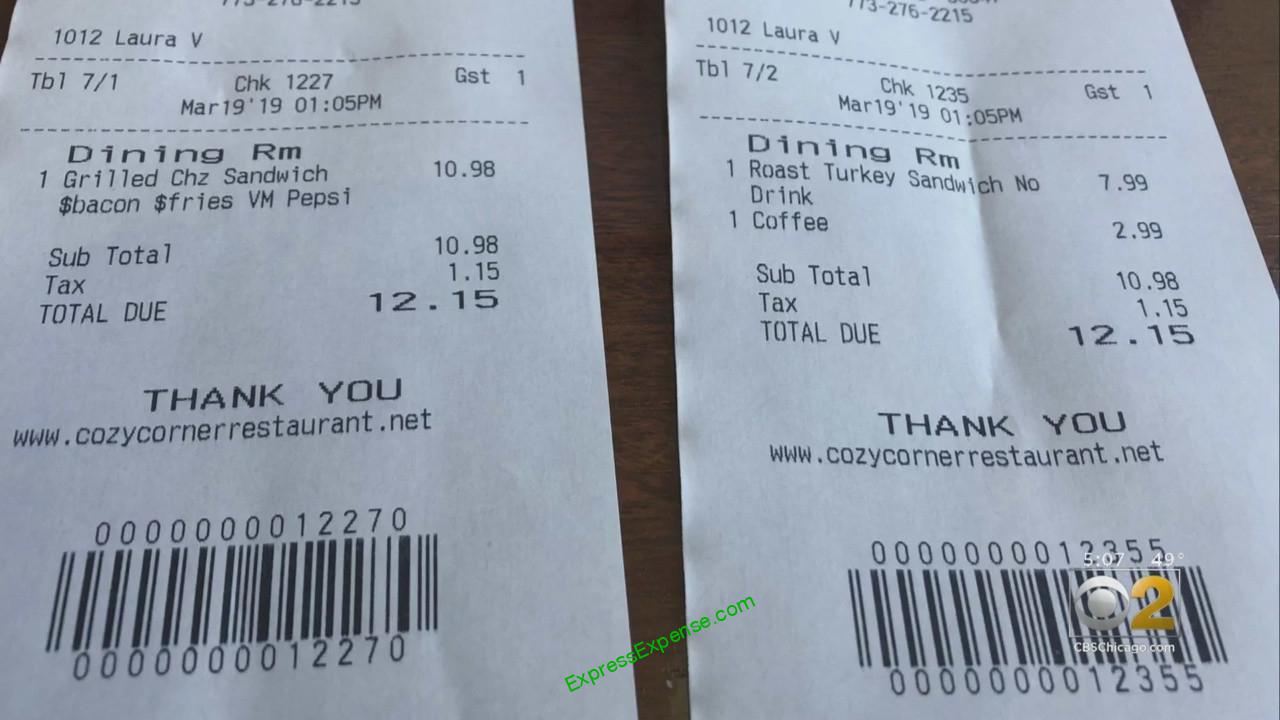 773-276-2215
1012 Laura V
Tbl 7/1 Chk 1227 Gst 1
Mar19'19 01:05PM
Dining Rm
1 Grilled Chz Sandwich 10.98
$bacon $fries VM Pepsi
Sub Total 10.98
Tax 1.15
TOTAL DUE 12.15
THANK YOU
www.cozycornerrestaurant.net
0000000012270
0000000012270
773-276-2215
1012 Laura V
Tbl 7/2 Chk 1235 Gst 1
Mar19'19 01:05PM
Dining Rm
1 Roast Turkey Sandwich No 7.99
Drink
1 Coffee 2.99
Sub Total 10.98
Tax 1.15
TOTAL DUE 12.15
THANK YOU
www.cozycornerrestaurant.net
0000000012355
0000000012355
ExpressExpense.com
5:07 49°
2
CBSChicago.com